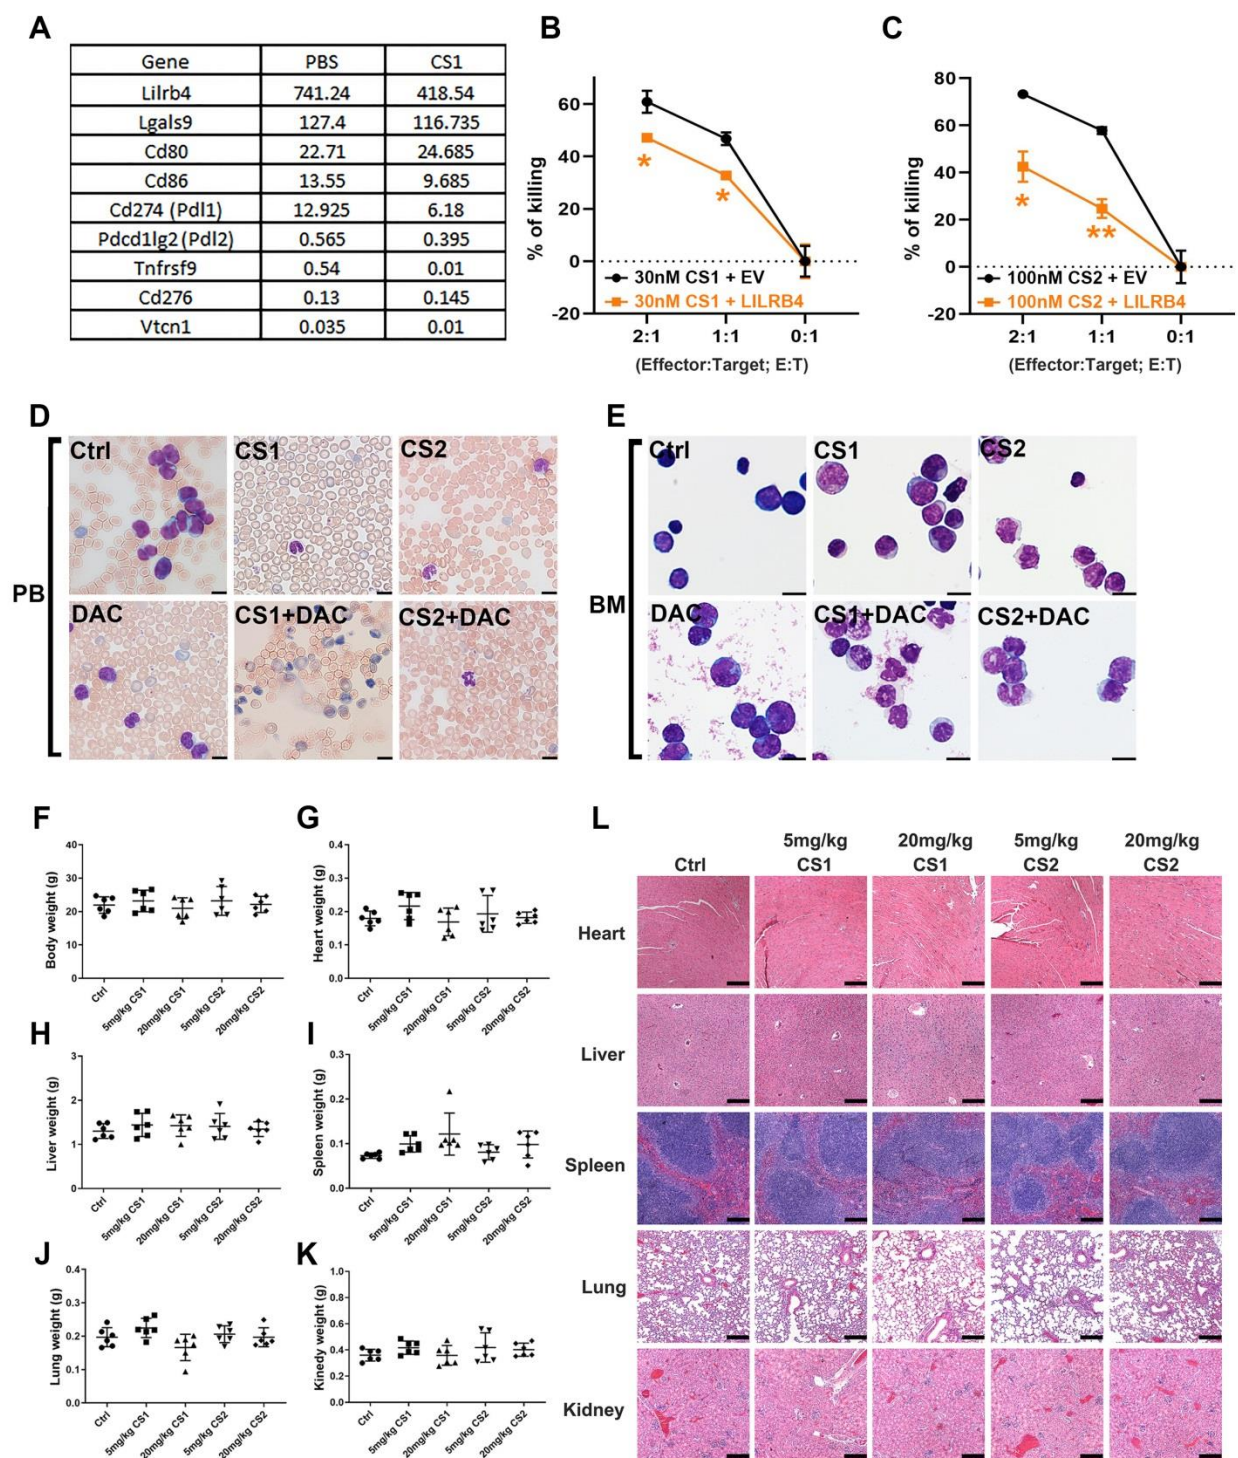 A
Gene PBS CS1
Lilrb4 741.24 418.54
Lgals9 127.4 116.735
Cd80 22.71 24.685
Cd86 13.55 9.685
Cd274 (Pdl1) 12.925 6.18
Pdcd1lg2 (Pdl2) 0.565 0.395
Tnfrsf9 0.54 0.01
Cd276 0.13 0.145
Vtcn1 0.035 0.01
B
% of killing
60
40
20
0
-20
*
*
30nM CS1 + EV
30nM CS1 + LILRB4
2:1 1:1 0:1
(Effector:Target; E:T)
C
% of killing
80
60
40
20
0
-20
*
**
100nM CS2 + EV
100nM CS2 + LILRB4
2:1 1:1 0:1
(Effector:Target; E:T)
D
PB
Ctrl CS1 CS2
DAC CS1+DAC CS2+DAC
E
BM
Ctrl CS1 CS2
DAC CS1+DAC CS2+DAC
F
Body weight (g)
40
30
20
10
0
Ctrl 5mg/kg CS1 20mg/kg CS1 5mg/kg CS2 20mg/kg CS2
G
Heart weight (g)
0.4
0.3
0.2
0.1
0.0
Ctrl 5mg/kg CS1 20mg/kg CS1 5mg/kg CS2 20mg/kg CS2
H
Liver weight (g)
3
2
1
0
Ctrl 5mg/kg CS1 20mg/kg CS1 5mg/kg CS2 20mg/kg CS2
I
Spleen weight (g)
0.3
0.2
0.1
0.0
Ctrl 5mg/kg CS1 20mg/kg CS1 5mg/kg CS2 20mg/kg CS2
J
Lung weight (g)
0.4
0.3
0.2
0.1
0.0
Ctrl 5mg/kg CS1 20mg/kg CS1 5mg/kg CS2 20mg/kg CS2
K
Kinedy weight (g)
1.0
0.8
0.6
0.4
0.2
0.0
Ctrl 5mg/kg CS1 20mg/kg CS1 5mg/kg CS2 20mg/kg CS2
L
5mg/kg 20mg/kg 5mg/kg 20mg/kg
Ctrl CS1 CS1 CS2 CS2
Heart
Liver
Spleen
Lung
Kidney